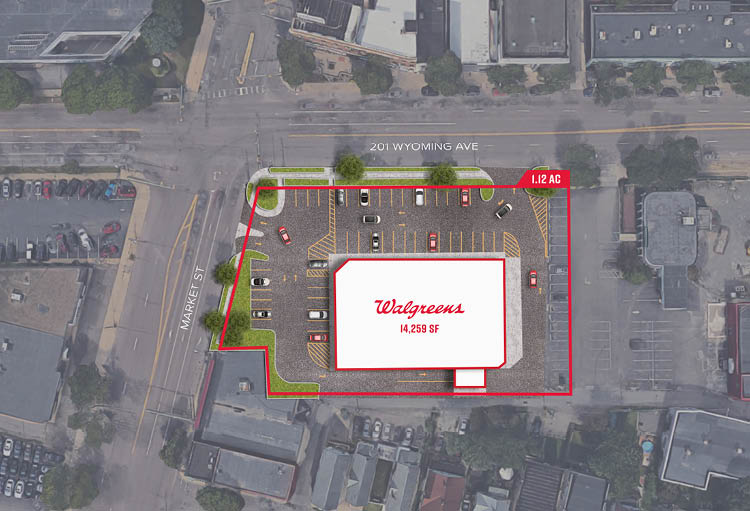 201 WYOMING AVE
1.12 AC
MARKET ST
Walgreens
14,259 SF